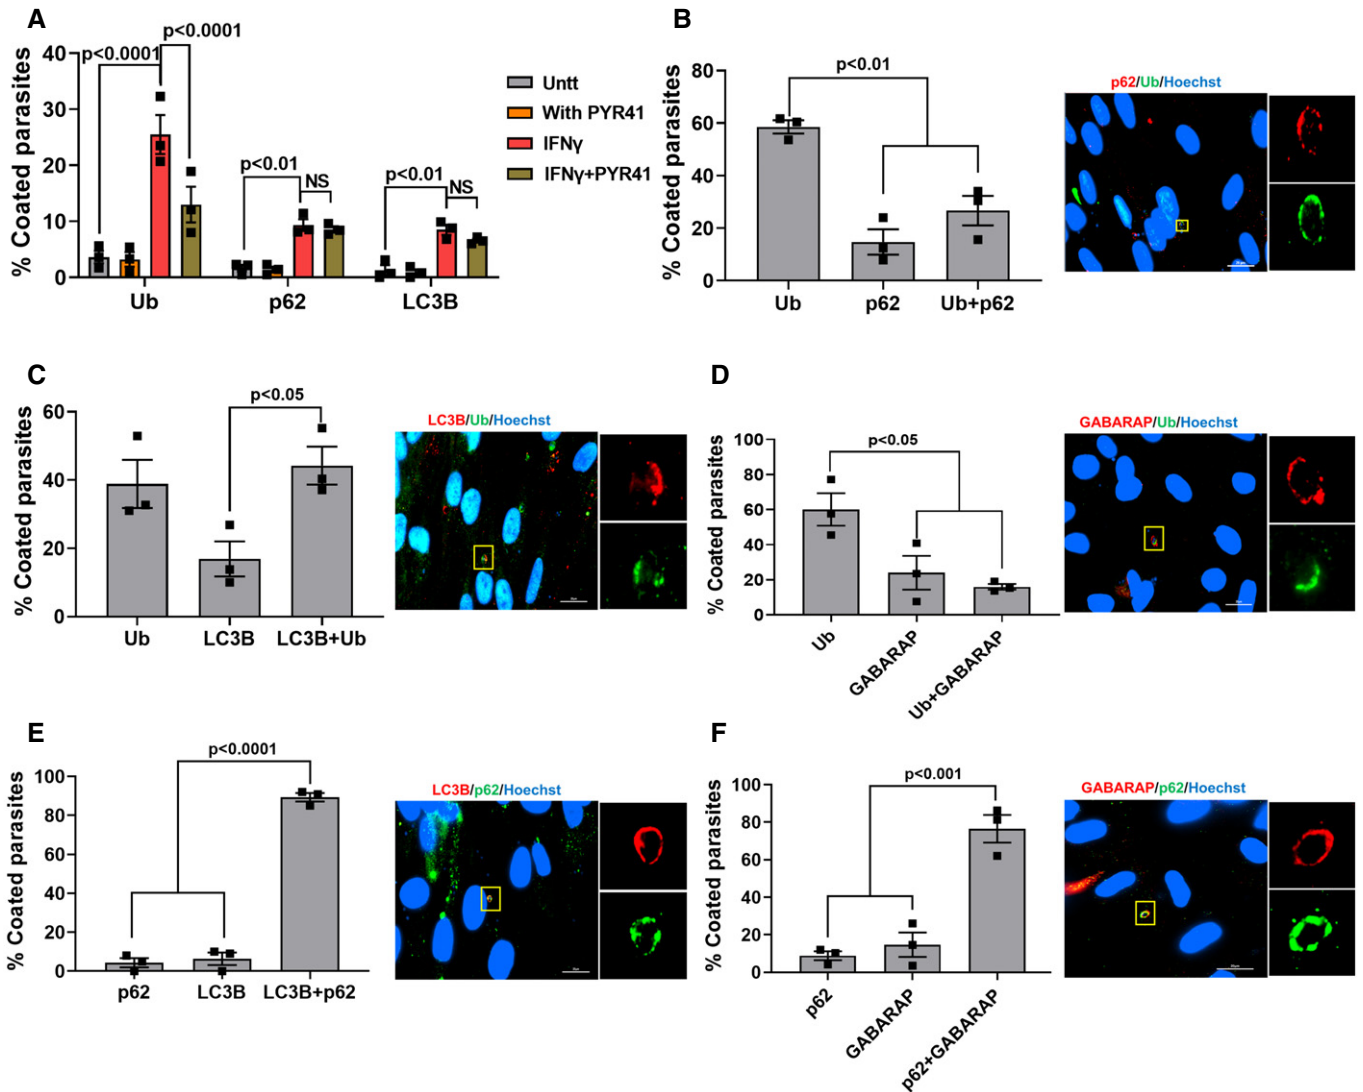 A
% Coated parasites
40
30
20
10
0
p<0.0001
p<0.0001
p<0.01
NS
p<0.01
NS
Ub
p62
LC3B
Untt
With PYR41
IFNγ
IFNγ+PYR41
B
% Coated parasites
80
60
40
20
0
p<0.01
Ub
p62
Ub+p62
p62/Ub/Hoechst
C
% Coated parasites
60
40
20
0
p<0.05
Ub
LC3B
LC3B+Ub
LC3B/Ub/Hoechst
D
% Coated parasites
100
80
60
40
20
0
p<0.05
Ub
GABARAP
Ub+GABARAP
GABARAP/Ub/Hoechst
E
% Coated parasites
100
80
60
40
20
0
p<0.0001
p62
LC3B
LC3B+p62
LC3B/p62/Hoechst
F
% Coated parasites
100
80
60
40
20
0
p<0.001
p62
GABARAP
p62+GABARAP
GABARAP/p62/Hoechst